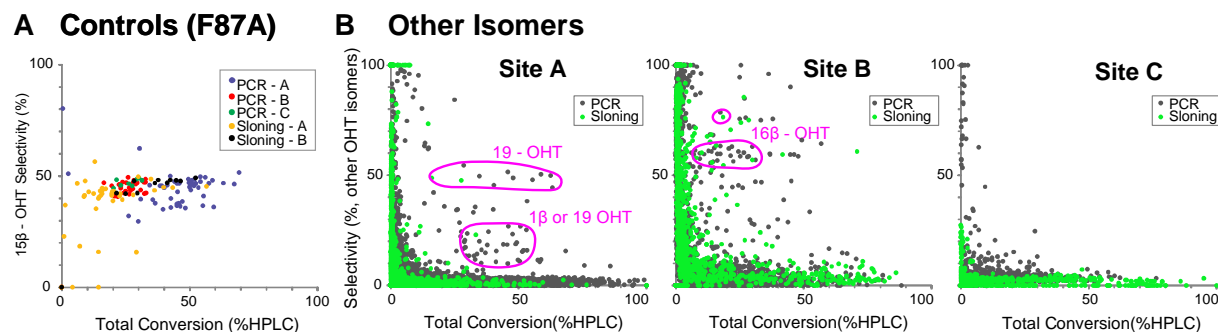 A Controls (F87A)
15β - OHT Selectivity (%)
100
50
0
0
50
100
Total Conversion (%HPLC)
PCR - A
PCR - B
PCR - C
Sloning - A
Sloning - B
B Other Isomers
Selectivity (%, other OHT isomers)
Site A
100
50
0
0
50
100
Total Conversion(%HPLC)
PCR
Sloning
19 - OHT
1β or 19 OHT
Site B
100
50
0
0
50
100
Total Conversion(%HPLC)
PCR
Sloning
16β - OHT
Site C
100
50
0
0
50
100
Total Conversion(%HPLC)
PCR
Sloning